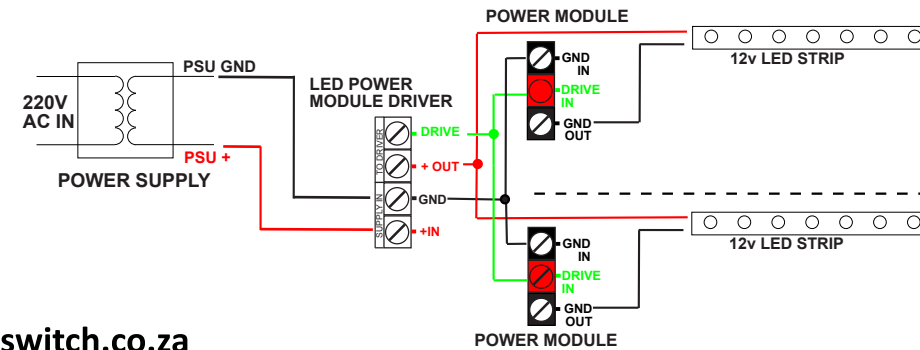 POWER MODULE
12v LED STRIP
GND
IN
DRIVE
IN
GND
OUT
PSU GND
LED POWER
MODULE DRIVER
220V
AC IN
PSU +
POWER SUPPLY
TO DRIVER
SUPPLY IN
DRIVE
+ OUT
GND
+IN
12v LED STRIP
GND
IN
DRIVE
IN
GND
OUT
POWER MODULE
switch.co.za